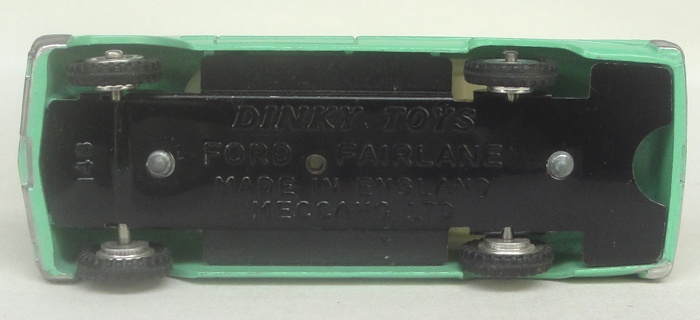 DINKY TOYS
FORD FAIRLANE
MADE IN ENGLAND
MECCANO LTD
148